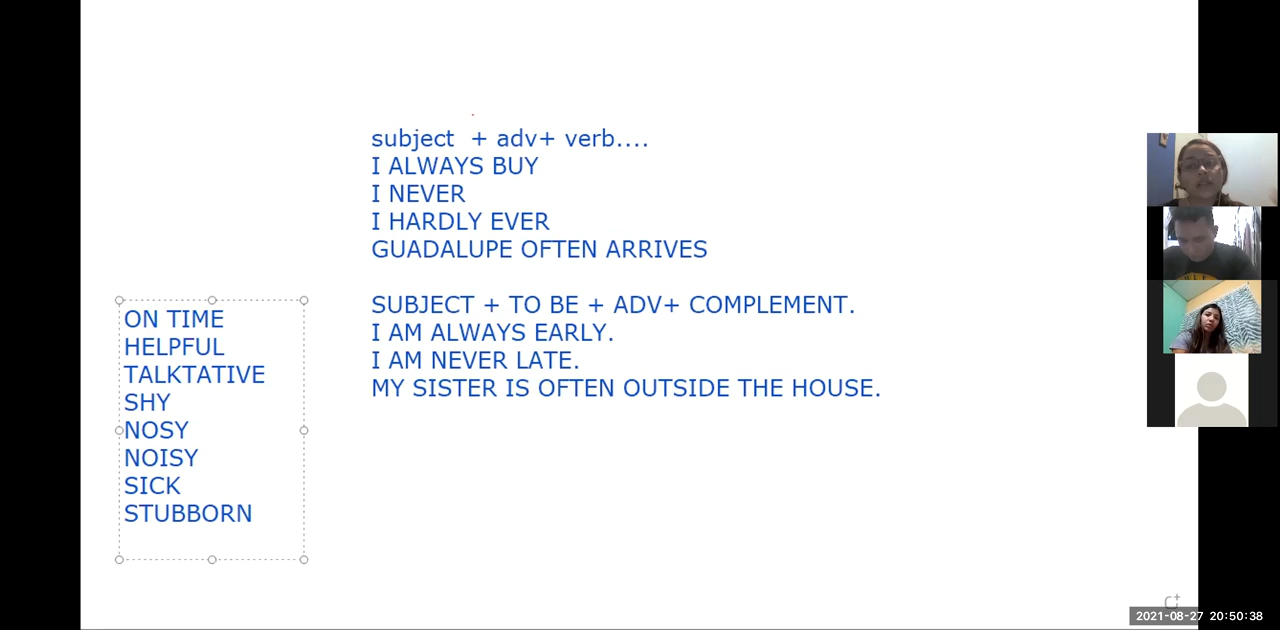 subject + adv+ verb....
I ALWAYS BUY
I NEVER
I HARDLY EVER
GUADALUPE OFTEN ARRIVES
SUBJECT + TO BE + ADV+ COMPLEMENT.
I AM ALWAYS EARLY.
I AM NEVER LATE.
MY SISTER IS OFTEN OUTSIDE THE HOUSE.
ON TIME
HELPFUL
TALKTATIVE
SHY
NOSY
NOISY
SICK
STUBBORN
2021-08-27 20:50:38